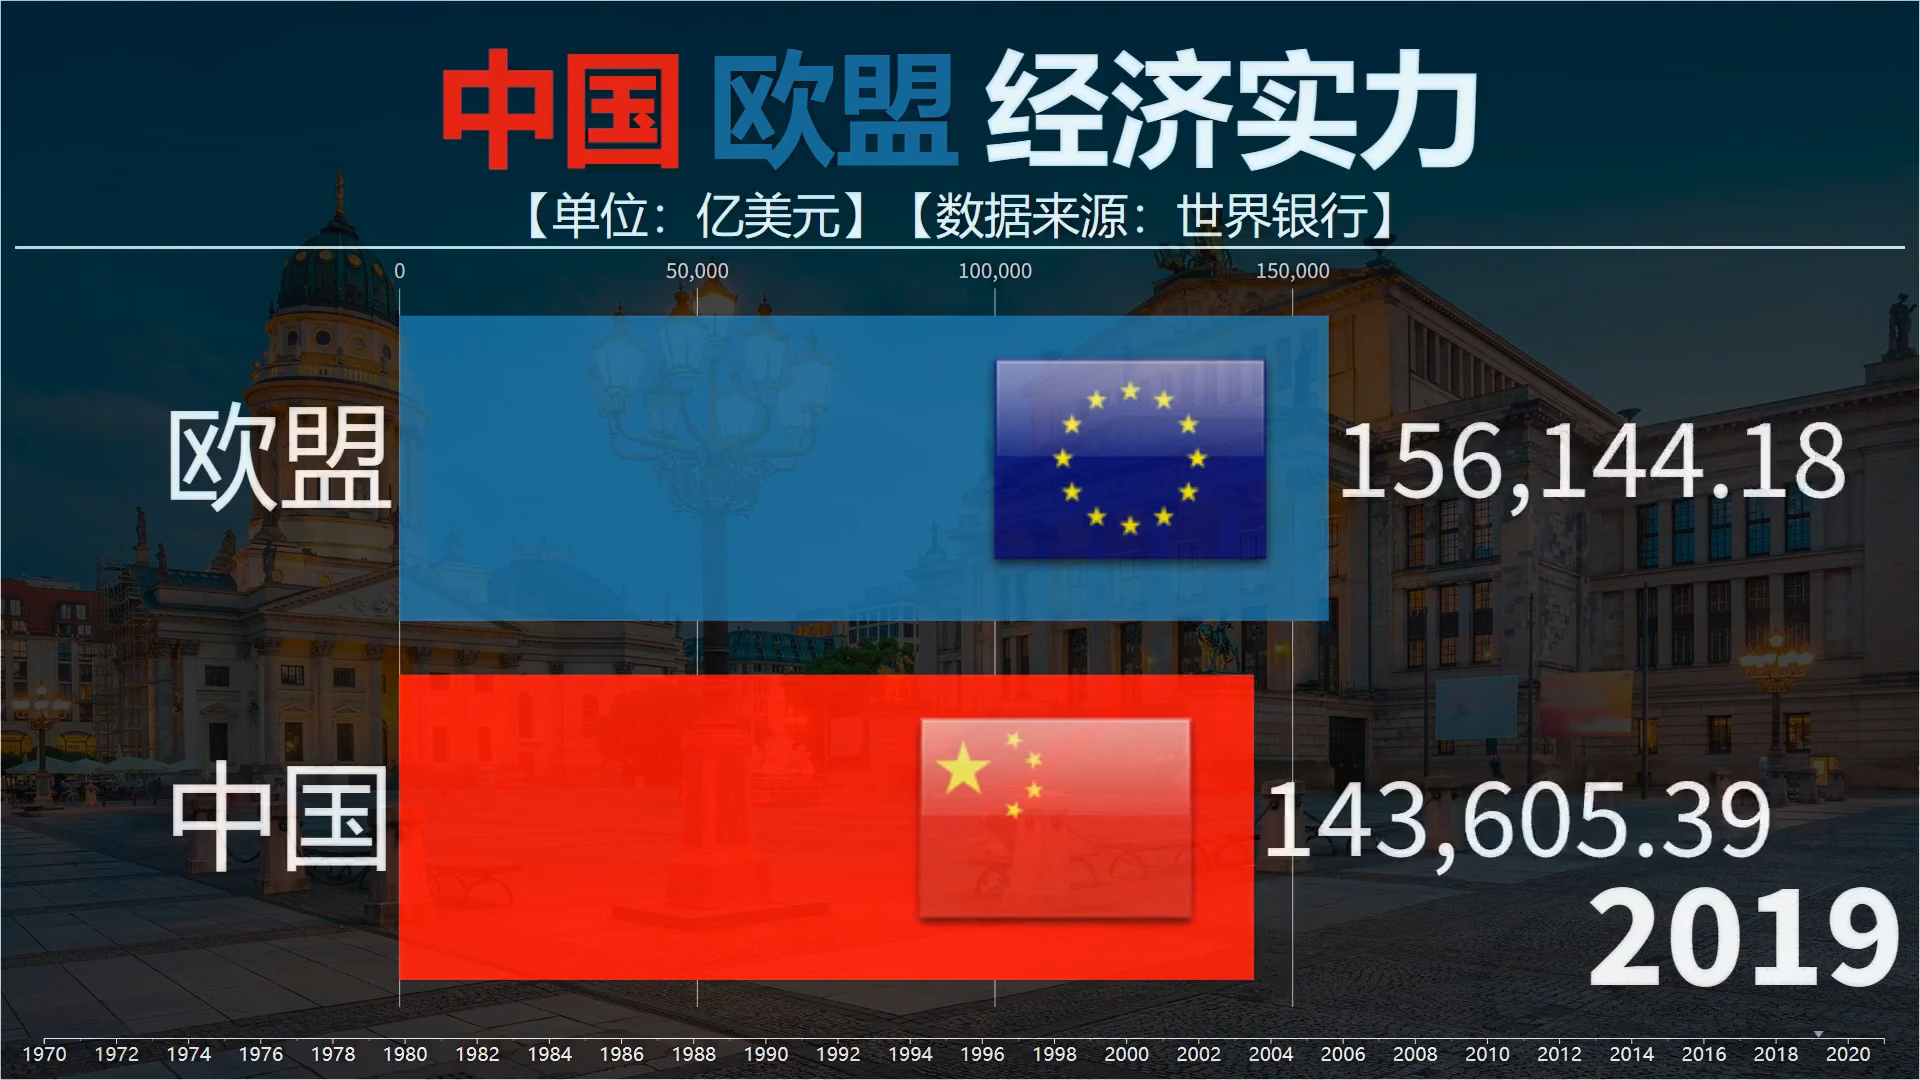 中国 欧盟 经济实力
【单位：亿美元】【数据来源：世界银行】
0 50,000 100,000 150,000
欧盟 156,144.18
中国 143,605.39
2019
1970 1972 1974 1976 1978 1980 1982 1984 1986 1988 1990 1992 1994 1996 1998 2000 2002 2004 2006 2008 2010 2012 2014 2016 2018 2020